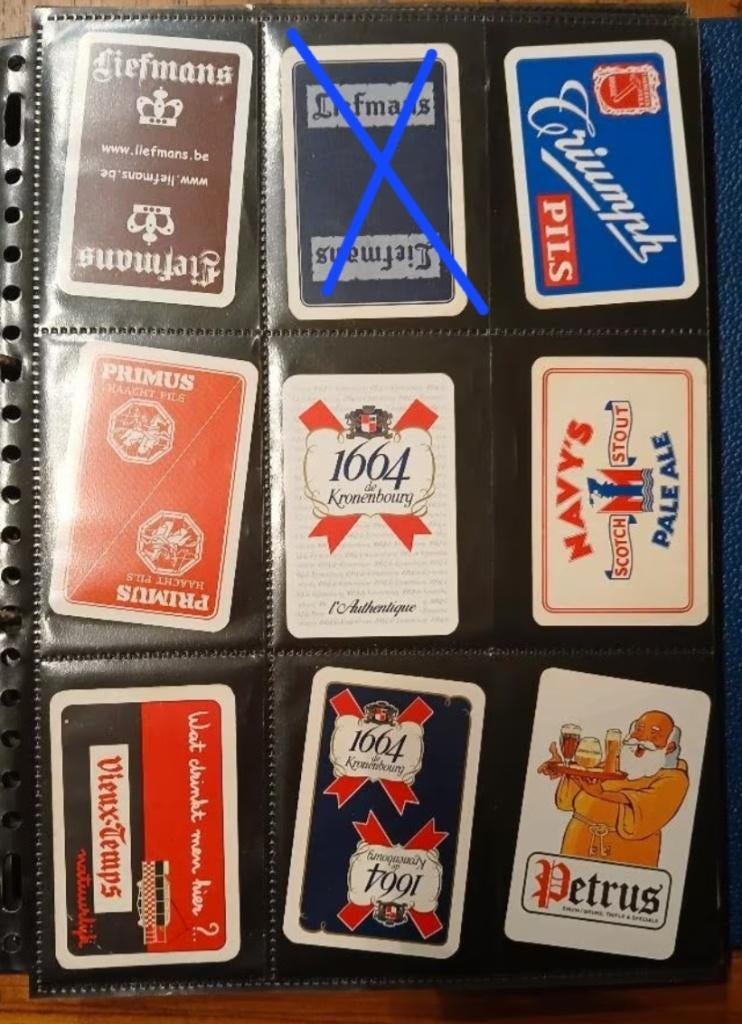 Liefmans
www.liefmans.be
www.liefmans.be
Liefmans
Liefmans
Liefmans
Triumph
PILS
PRIMUS
HAACHT PILS
HAACHT PILS
PRIMUS
1664
de
Kronenbourg
l'Authentique
NAVY'S
SCOTCH STOUT
PALE ALE
Wat drinkt men hier ?..
Vieux-Temps
natuurlijk
1664
de
Kronenbourg
1664
de
Kronenbourg
Petrus